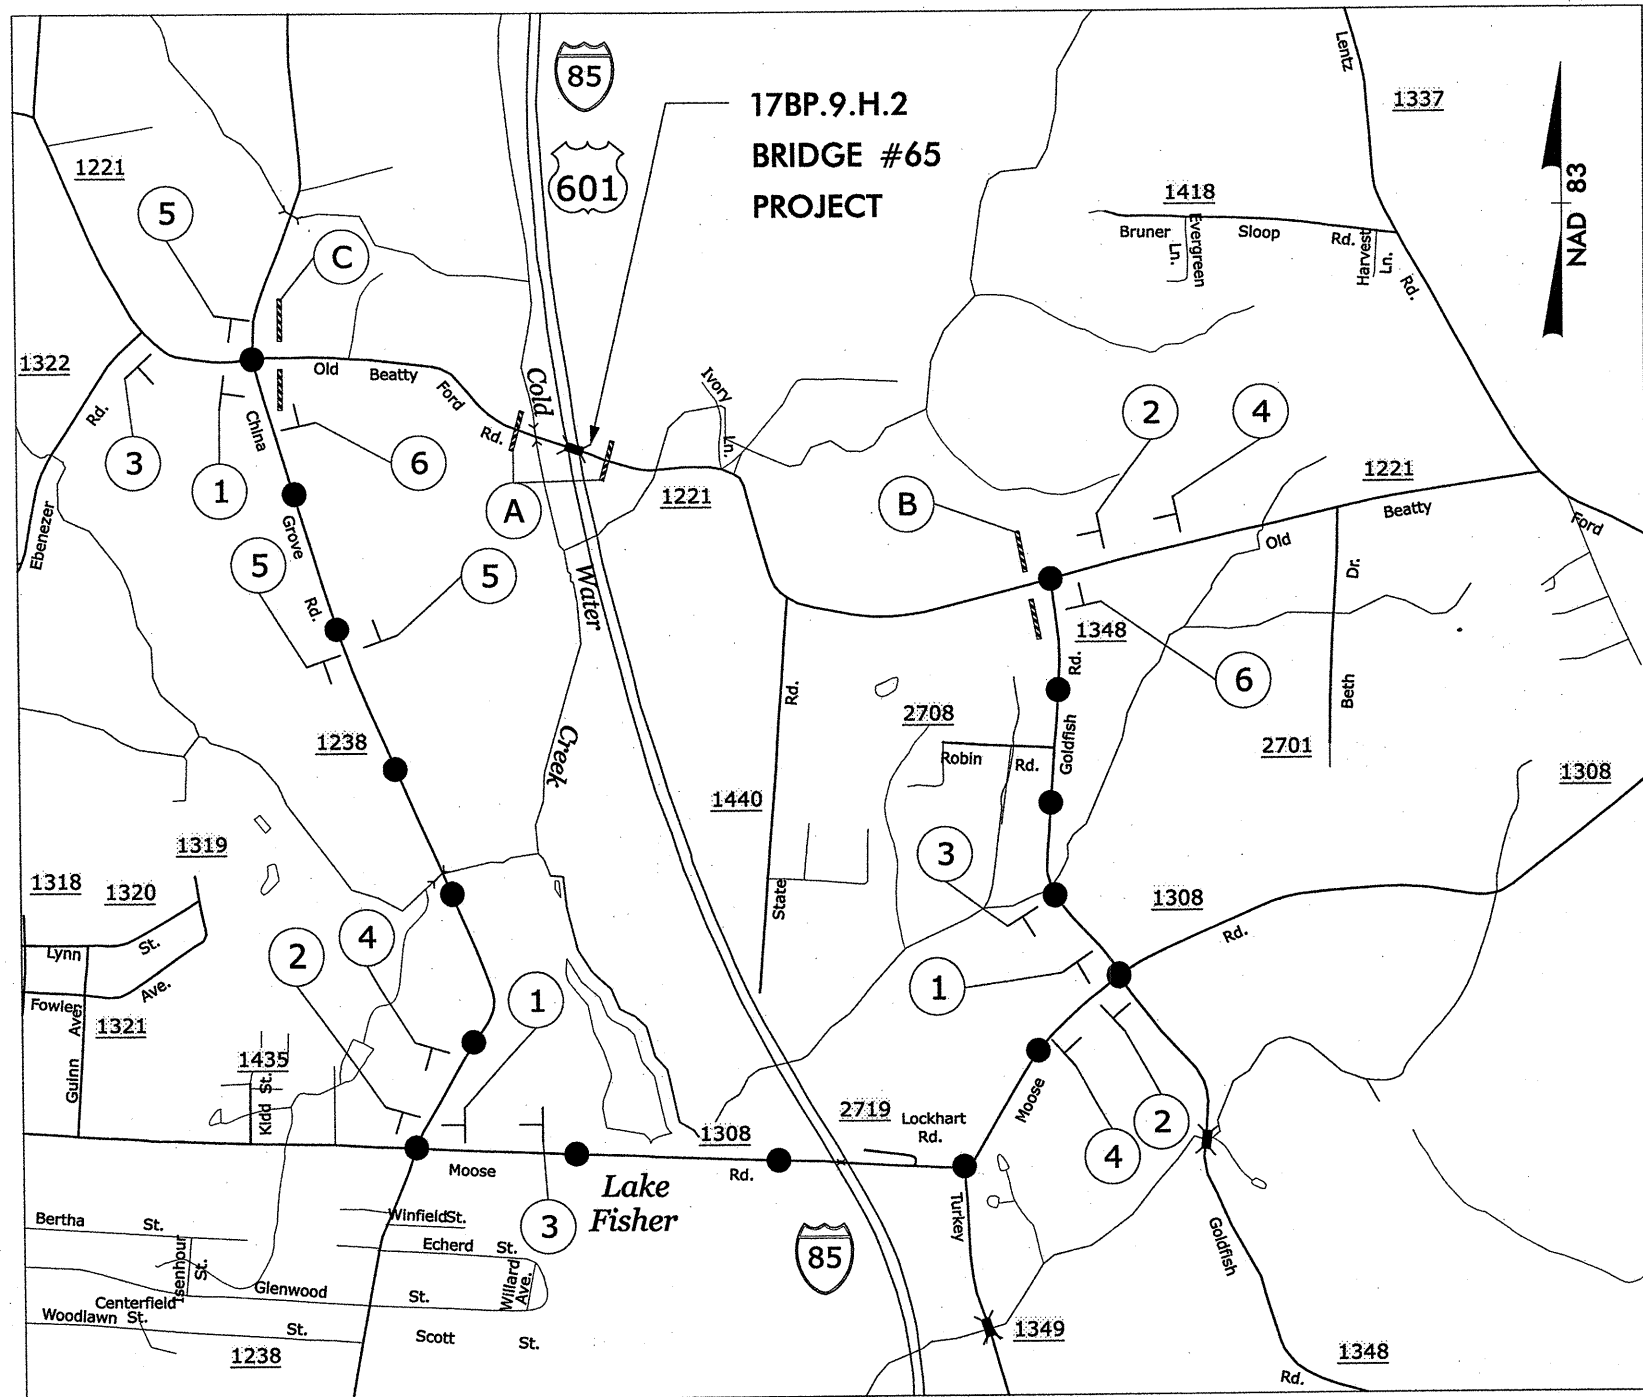 85
601
17BP.9.H.2
BRIDGE #65
PROJECT
Lentz
1337
NAD 83
1221
5
C
1418
Bruner
Sloop
Rd.
Evergreen
Ln.
Harvest
Ln.
Rd.
1322
Rd.
Ebenezer
3
1
China
Grove
Rd.
6
Old
Beatty
Ford
Rd.
Cold
Water
Creek
A
Ivory
Ln.
1221
2
4
B
1221
Beatty
Old
Ford
5
5
1348
Rd.
6
Dr.
Beth
1238
Rd.
State
1440
2708
Robin
Rd.
Goldfish
2701
1308
3
1319
1318
1320
Lynn
St.
Fowler
Ave.
Ave.
Guinn
1321
2
4
1
1
1308
Rd.
1435
Kidd St.
1308
2719
Lockhart
Rd.
Moose
2
4
Moose
Rd.
Lake
Fisher
3
Turkey
Goldfish
Bertha
St.
Isenhour
St.
WinfieldSt.
Echerd
St.
Willard
Ave.
Glenwood
St.
Centerfield
St.
Woodlawn
St.
Scott
St.
85
1238
1349
1348
Rd.